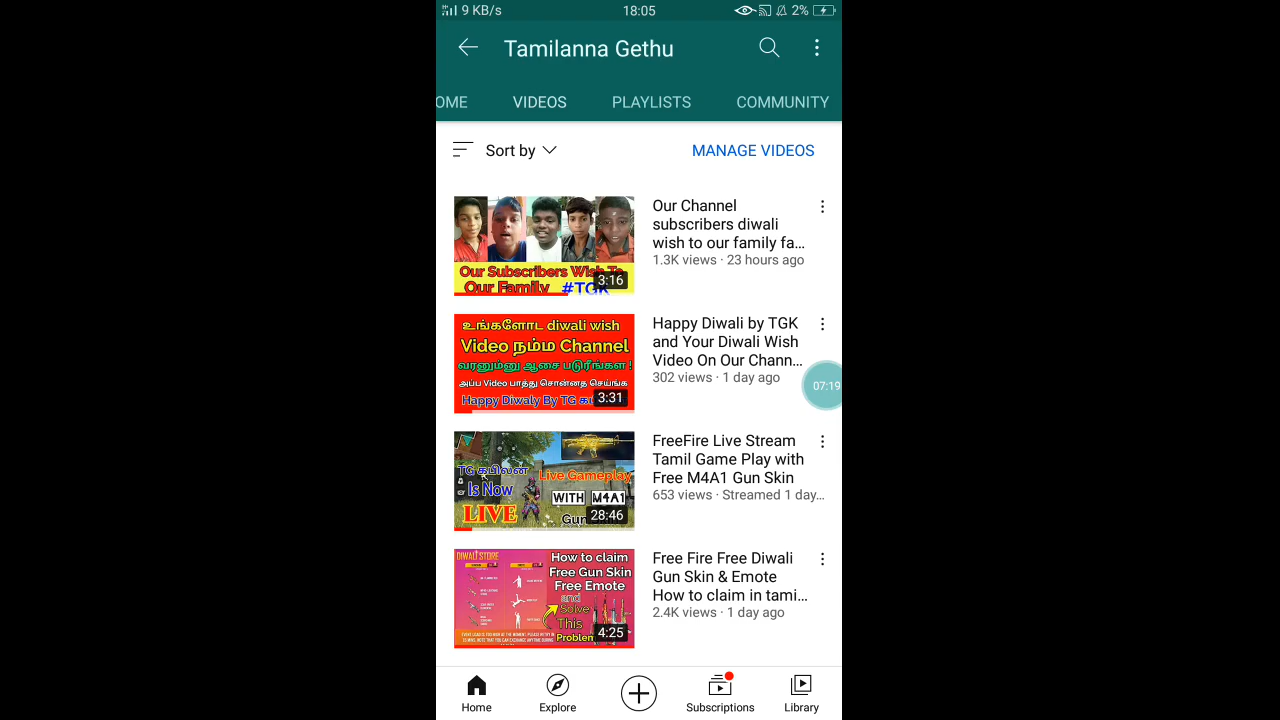 9 KB/s 18:05 2%
Tamilanna Gethu
OME VIDEOS PLAYLISTS COMMUNITY
Sort by MANAGE VIDEOS
Our Subscribers Wish To
Our Family #TGK
3:16
Our Channel
subscribers diwali
wish to our family fa...
1.3K views · 23 hours ago
உங்களோட diwali wish
Video நம்ம Channel
வரனும்னு ஆசை படுரீங்களா !
அப்ப Video பாத்து சொன்னத செய்ங்க
Happy Diwaly By TG
3:31
Happy Diwali by TGK
and Your Diwali Wish
Video On Our Chann...
302 views · 1 day ago
07:19
TG கபிலன்
Is Now
LIVE
Live Gameplay
WITH M4A1
Gun
28:46
FreeFire Live Stream
Tamil Game Play with
Free M4A1 Gun Skin
653 views · Streamed 1 day...
DIWALI STORE
How to claim
Free Gun Skin
Free Emote
and
Solve
This
Problem
4:25
Free Fire Free Diwali
Gun Skin & Emote
How to claim in tami...
2.4K views · 1 day ago
Home Explore Subscriptions Library